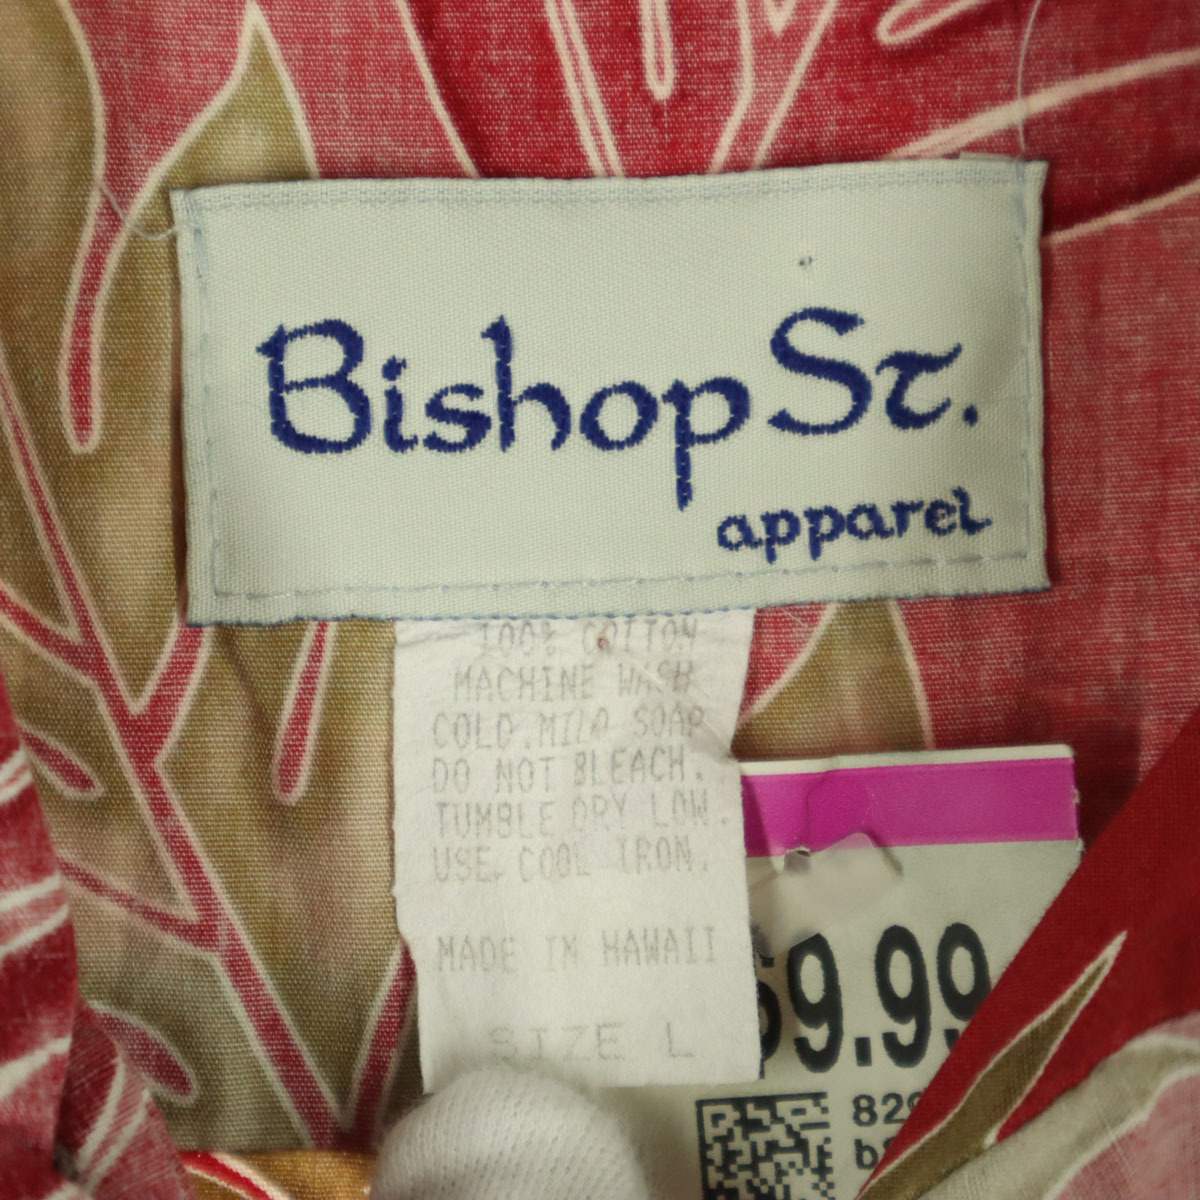 Bishop St.
apparel
100% COTTON
MACHINE WASH
COLD. MILD SOAP
DO NOT BLEACH.
TUMBLE DRY LOW.
USE COOL IRON.
MADE IN HAWAII
SIZE L
9.99